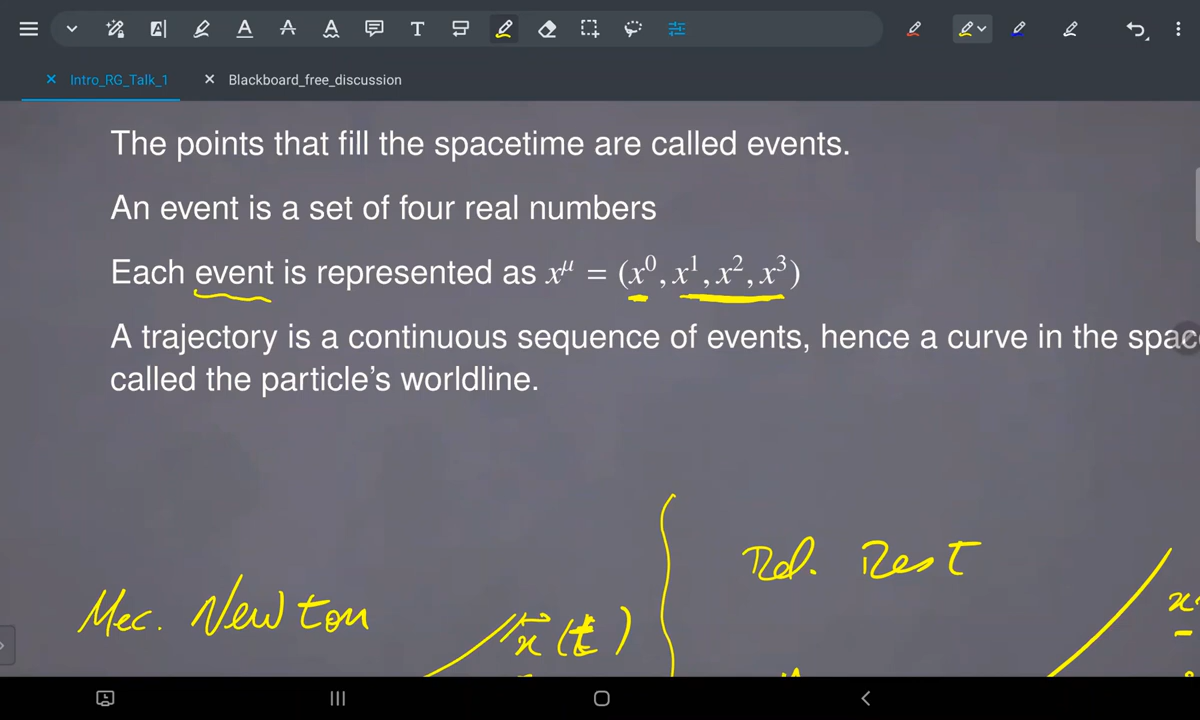 Intro_RG_Talk_1 Blackboard_free_discussion
The points that fill the spacetime are called events.
An event is a set of four real numbers
Each event is represented as x^μ = (x^0, x^1, x^2, x^3)
A trajectory is a continuous sequence of events, hence a curve in the spac
called the particle's worldline.
Rel. Rest
Mec. Newton
x⃗(t)